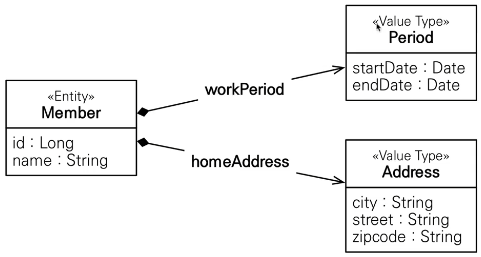 «Value Type»
Period
startDate : Date
endDate : Date
workPeriod
«Entity»
Member
id : Long
name : String
homeAddress
«Value Type»
Address
city : String
street : String
zipcode : String